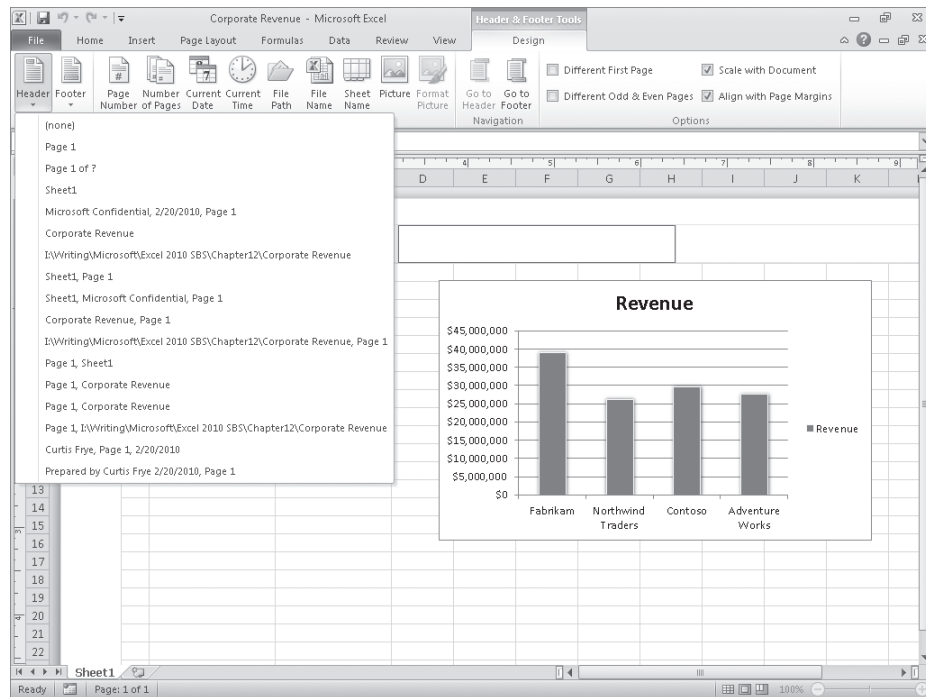 Corporate Revenue - Microsoft Excel
Header & Footer Tools
File Home Insert Page Layout Formulas Data Review View Design
Header Footer Page Number Number of Pages Current Date Current Time File Path File Name Sheet Name Picture Format Picture Go to Header Go to Footer
Different First Page Scale with Document
Different Odd & Even Pages Align with Page Margins
Navigation Options
(none)
Page 1
Page 1 of ?
Sheet1
Microsoft Confidential, 2/20/2010, Page 1
Corporate Revenue
I:\Writing\Microsoft\Excel 2010 SBS\Chapter12\Corporate Revenue
Sheet1, Page 1
Sheet1, Microsoft Confidential, Page 1
Corporate Revenue, Page 1
I:\Writing\Microsoft\Excel 2010 SBS\Chapter12\Corporate Revenue, Page 1
Page 1, Sheet1
Page 1, Corporate Revenue
Page 1, Corporate Revenue
Page 1, I:\Writing\Microsoft\Excel 2010 SBS\Chapter12\Corporate Revenue
Curtis Frye, Page 1, 2/20/2010
Prepared by Curtis Frye 2/20/2010, Page 1
4 5 6 7 8 9
D E F G H I J K
Revenue
$45,000,000
$40,000,000
$35,000,000
$30,000,000
$25,000,000
$20,000,000
$15,000,000
$10,000,000
$5,000,000
$0
Fabrikam Northwind Traders Contoso Adventure Works
Revenue
13
14
15
16
17
18
19
20
21
22
Sheet1
Ready Page: 1 of 1 100%